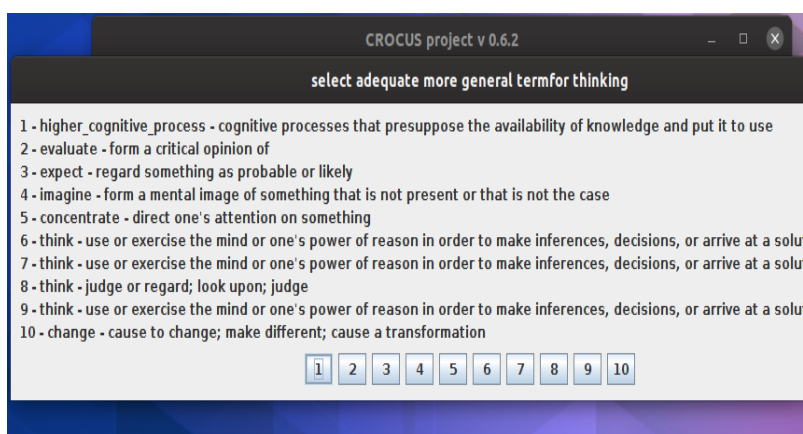 CROCUS project v 0.6.2
select adequate more general termfor thinking
1 - higher_cognitive_process - cognitive processes that presuppose the availability of knowledge and put it to use
2 - evaluate - form a critical opinion of
3 - expect - regard something as probable or likely
4 - imagine - form a mental image of something that is not present or that is not the case
5 - concentrate - direct one's attention on something
6 - think - use or exercise the mind or one's power of reason in order to make inferences, decisions, or arrive at a solu
7 - think - use or exercise the mind or one's power of reason in order to make inferences, decisions, or arrive at a solu
8 - think - judge or regard; look upon; judge
9 - think - use or exercise the mind or one's power of reason in order to make inferences, decisions, or arrive at a solu
10 - change - cause to change; make different; cause a transformation
1 2 3 4 5 6 7 8 9 10